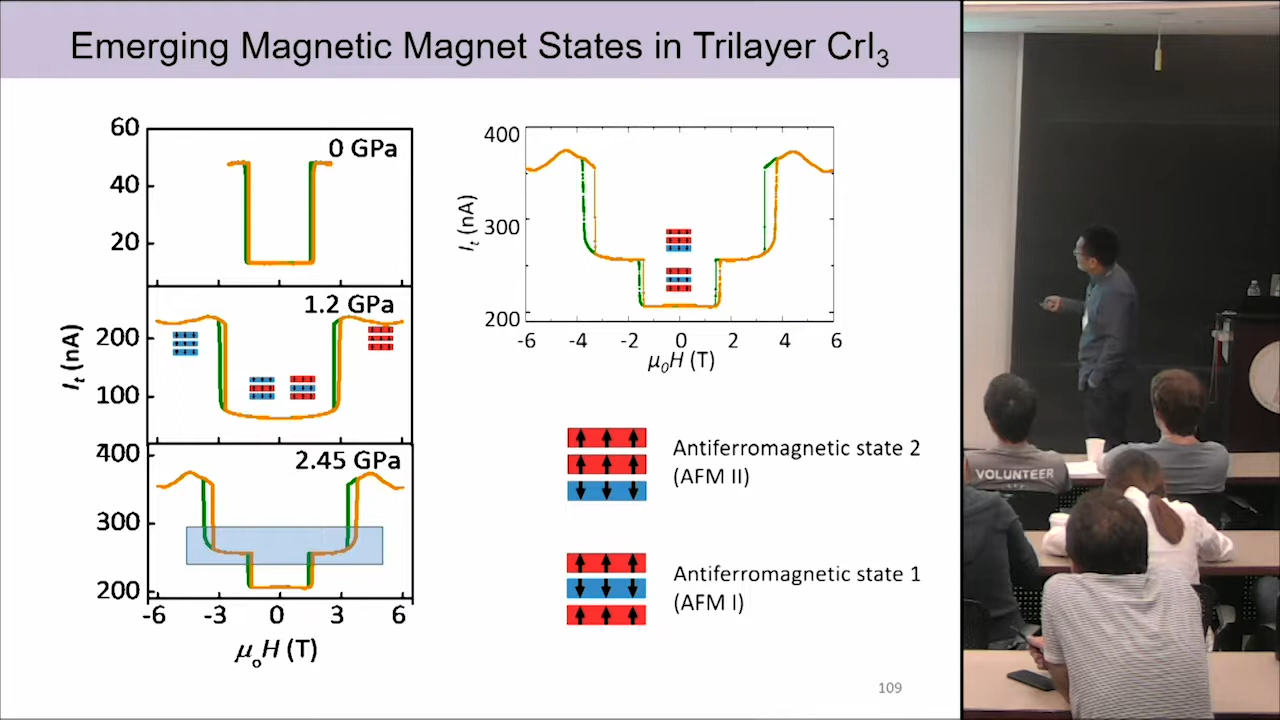 Emerging Magnetic Magnet States in Trilayer CrI₃
60
0 GPa
40
20
1.2 GPa
200
100
400
2.45 GPa
300
200
-6 -3 0 3 6
μₒH (T)
Iₜ (nA)
400
300
200
Iₜ (nA)
-6 -4 -2 0 2 4 6
μ₀H (T)
Antiferromagnetic state 2
(AFM II)
Antiferromagnetic state 1
(AFM I)
109
VOLUNTEER